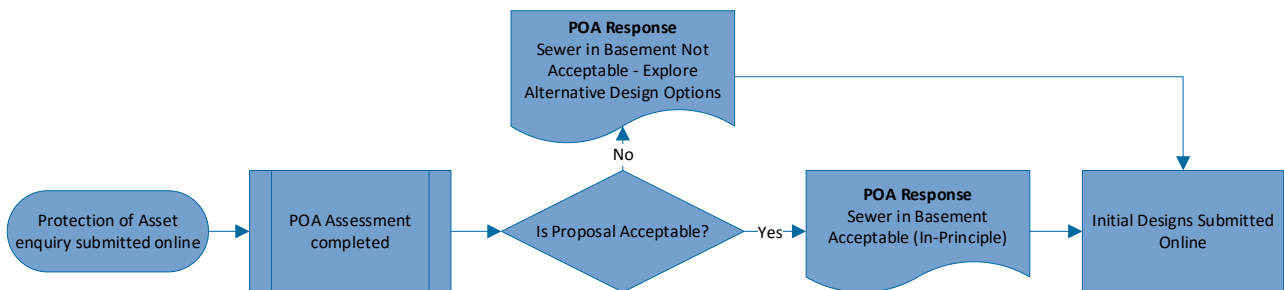 POA Response
Sewer in Basement Not
Acceptable - Explore
Alternative Design Options
No
Protection of Asset
enquiry submitted online
POA Assessment
completed
Is Proposal Acceptable?
Yes
POA Response
Sewer in Basement
Acceptable (In-Principle)
Initial Designs Submitted
Online